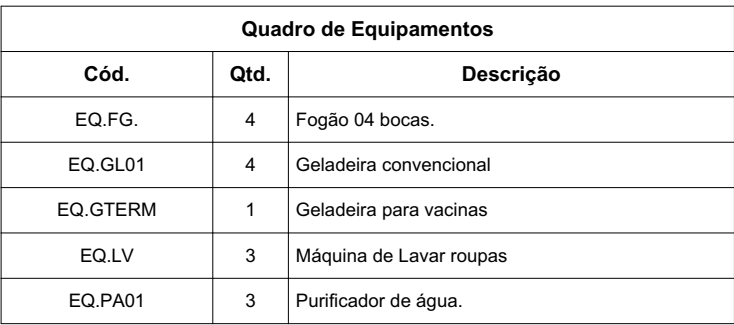 Quadro de Equipamentos
Cód. Qtd. Descrição
EQ.FG. 4 Fogão 04 bocas.
EQ.GL01 4 Geladeira convencional
EQ.GTERM 1 Geladeira para vacinas
EQ.LV 3 Máquina de Lavar roupas
EQ.PA01 3 Purificador de água.